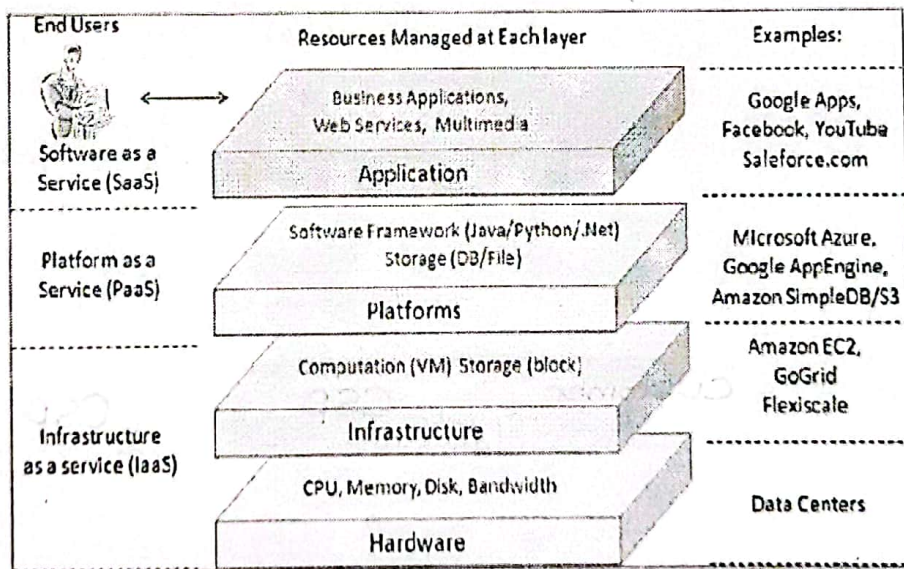 End Users
Resources Managed at Each layer
Examples:
Business Applications,
Web Services, Multimedia
Application
Google Apps,
Facebook, YouTube
Saleforce.com
Software as a
Service (SaaS)
Software Framework (Java/Python/.Net)
Storage (DB/File)
Platforms
Platform as a
Service (PaaS)
Microsoft Azure,
Google AppEngine,
Amazon SimpleDB/S3
Computation (VM) Storage (block)
Infrastructure
Amazon EC2,
GoGrid
Flexiscale
Infrastructure
as a service (IaaS)
CPU, Memory, Disk, Bandwidth
Hardware
Data Centers